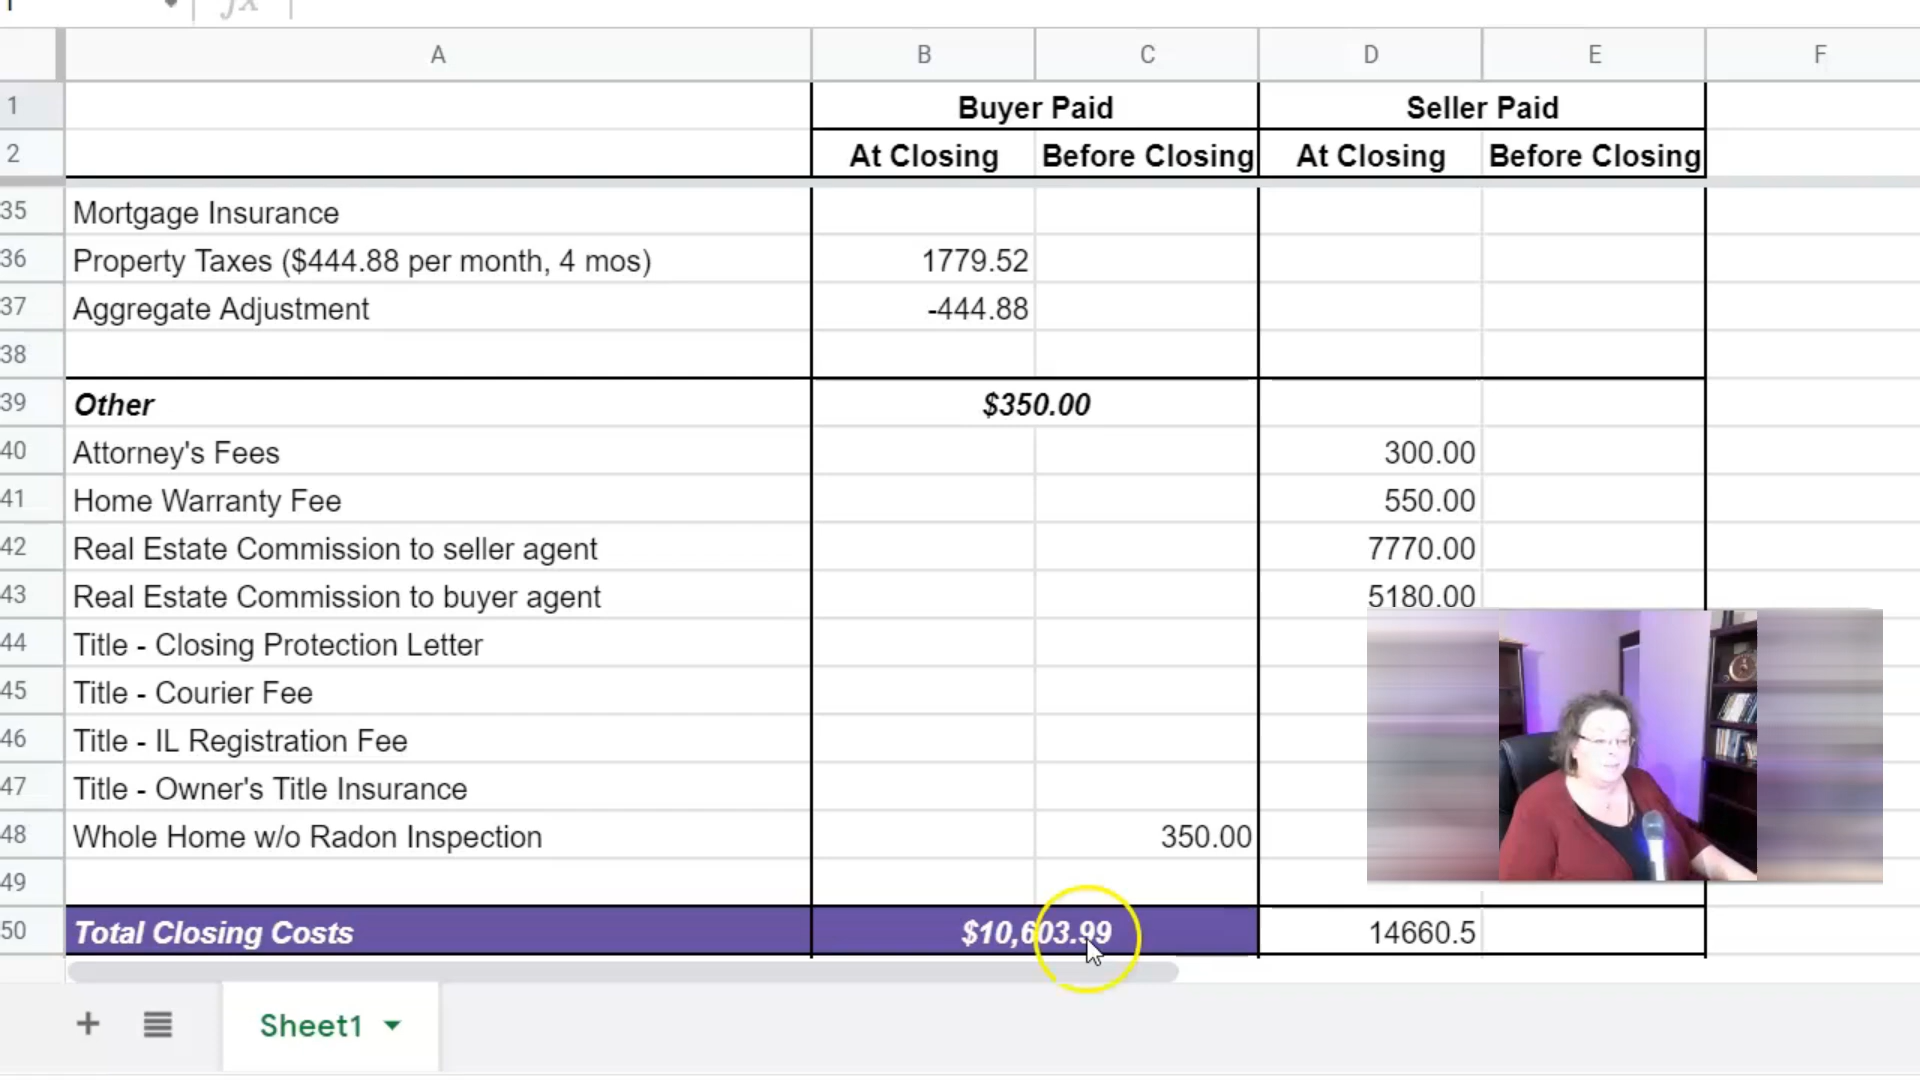 fx
A B C D E F
1 Buyer Paid Seller Paid
2 At Closing Before Closing At Closing Before Closing
35 Mortgage Insurance
36 Property Taxes ($444.88 per month, 4 mos) 1779.52
37 Aggregate Adjustment -444.88
38
39 Other $350.00
40 Attorney's Fees 300.00
41 Home Warranty Fee 550.00
42 Real Estate Commission to seller agent 7770.00
43 Real Estate Commission to buyer agent 5180.00
44 Title - Closing Protection Letter
45 Title - Courier Fee
46 Title - IL Registration Fee
47 Title - Owner's Title Insurance
48 Whole Home w/o Radon Inspection 350.00
49
50 Total Closing Costs $10,603.99 14660.5
Sheet1